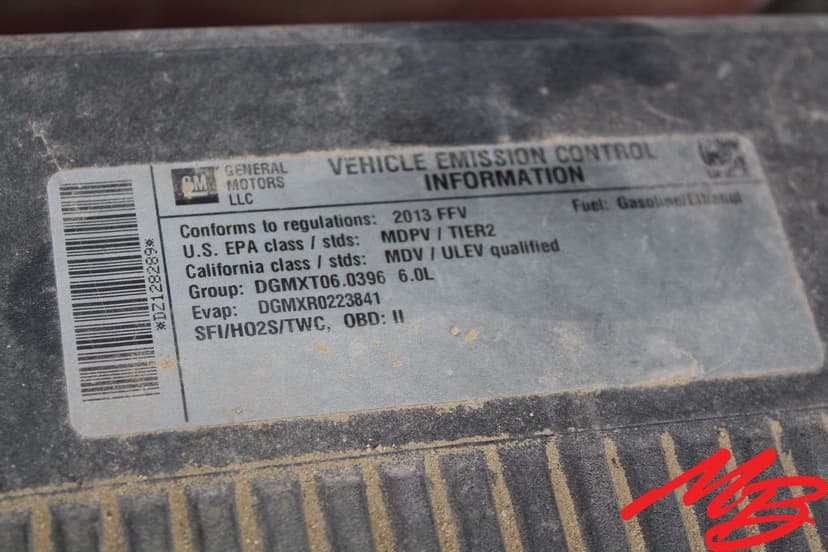 GM
GENERAL
MOTORS
LLC
VEHICLE EMISSION CONTROL
INFORMATION
Conforms to regulations: 2013 FFV
Fuel: Gasoline/Ethanol
U.S. EPA class / stds: MDPV / TIER2
California class / stds: MDV / ULEV qualified
Group: DGMXT06.0396 6.0L
Evap: DGMXR0223841
SFI/HO2S/TWC, OBD: II
*DZ128289*
MB